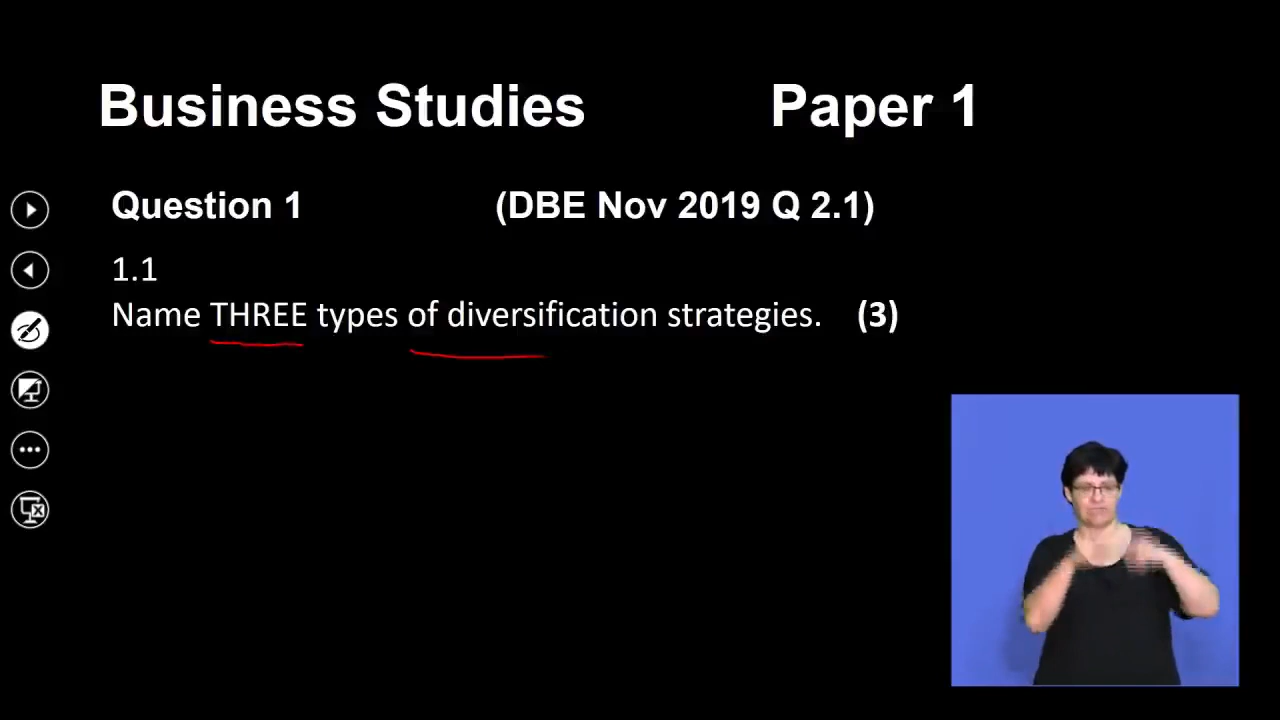 Business Studies Paper 1
Question 1 (DBE Nov 2019 Q 2.1)
1.1
Name THREE types of diversification strategies. (3)